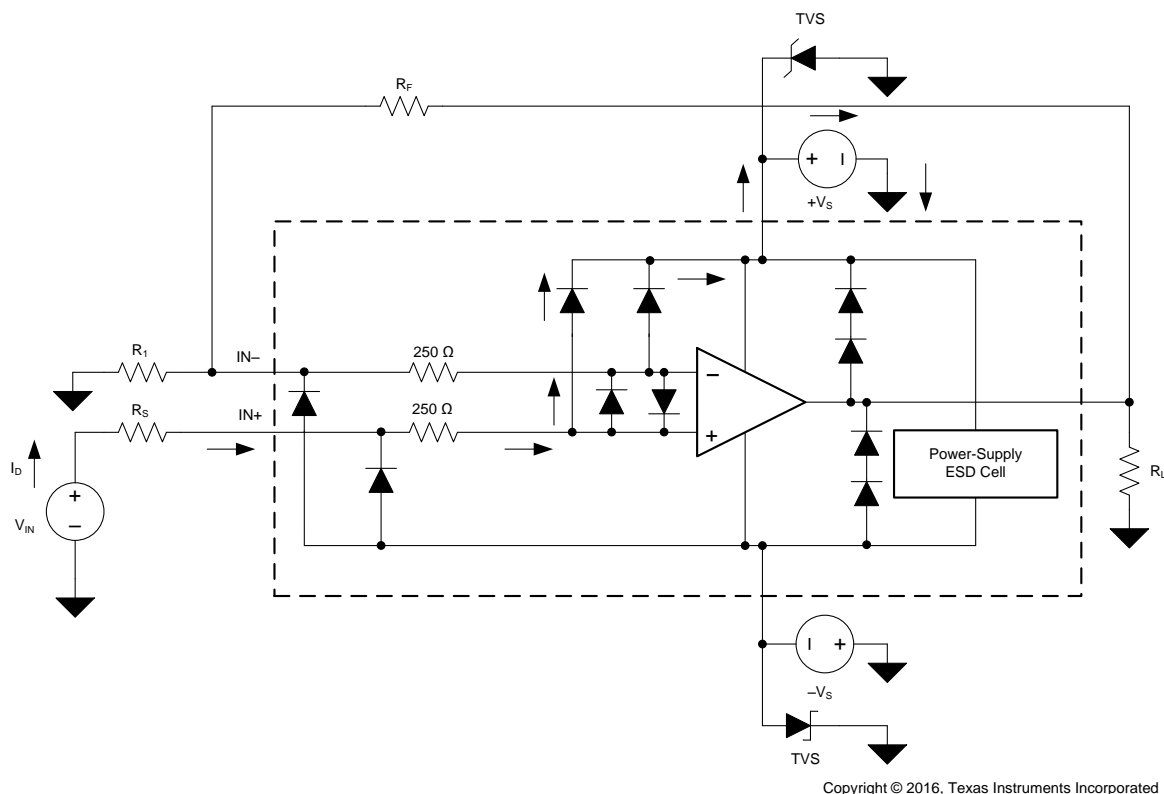 TVS
RF
+ –
+VS
R1
IN–
250 Ω
–
RS
IN+
250 Ω
+
ID
+
VIN
–
Power-Supply
ESD Cell
RL
– +
–VS
TVS
Copyright © 2016, Texas Instruments Incorporated